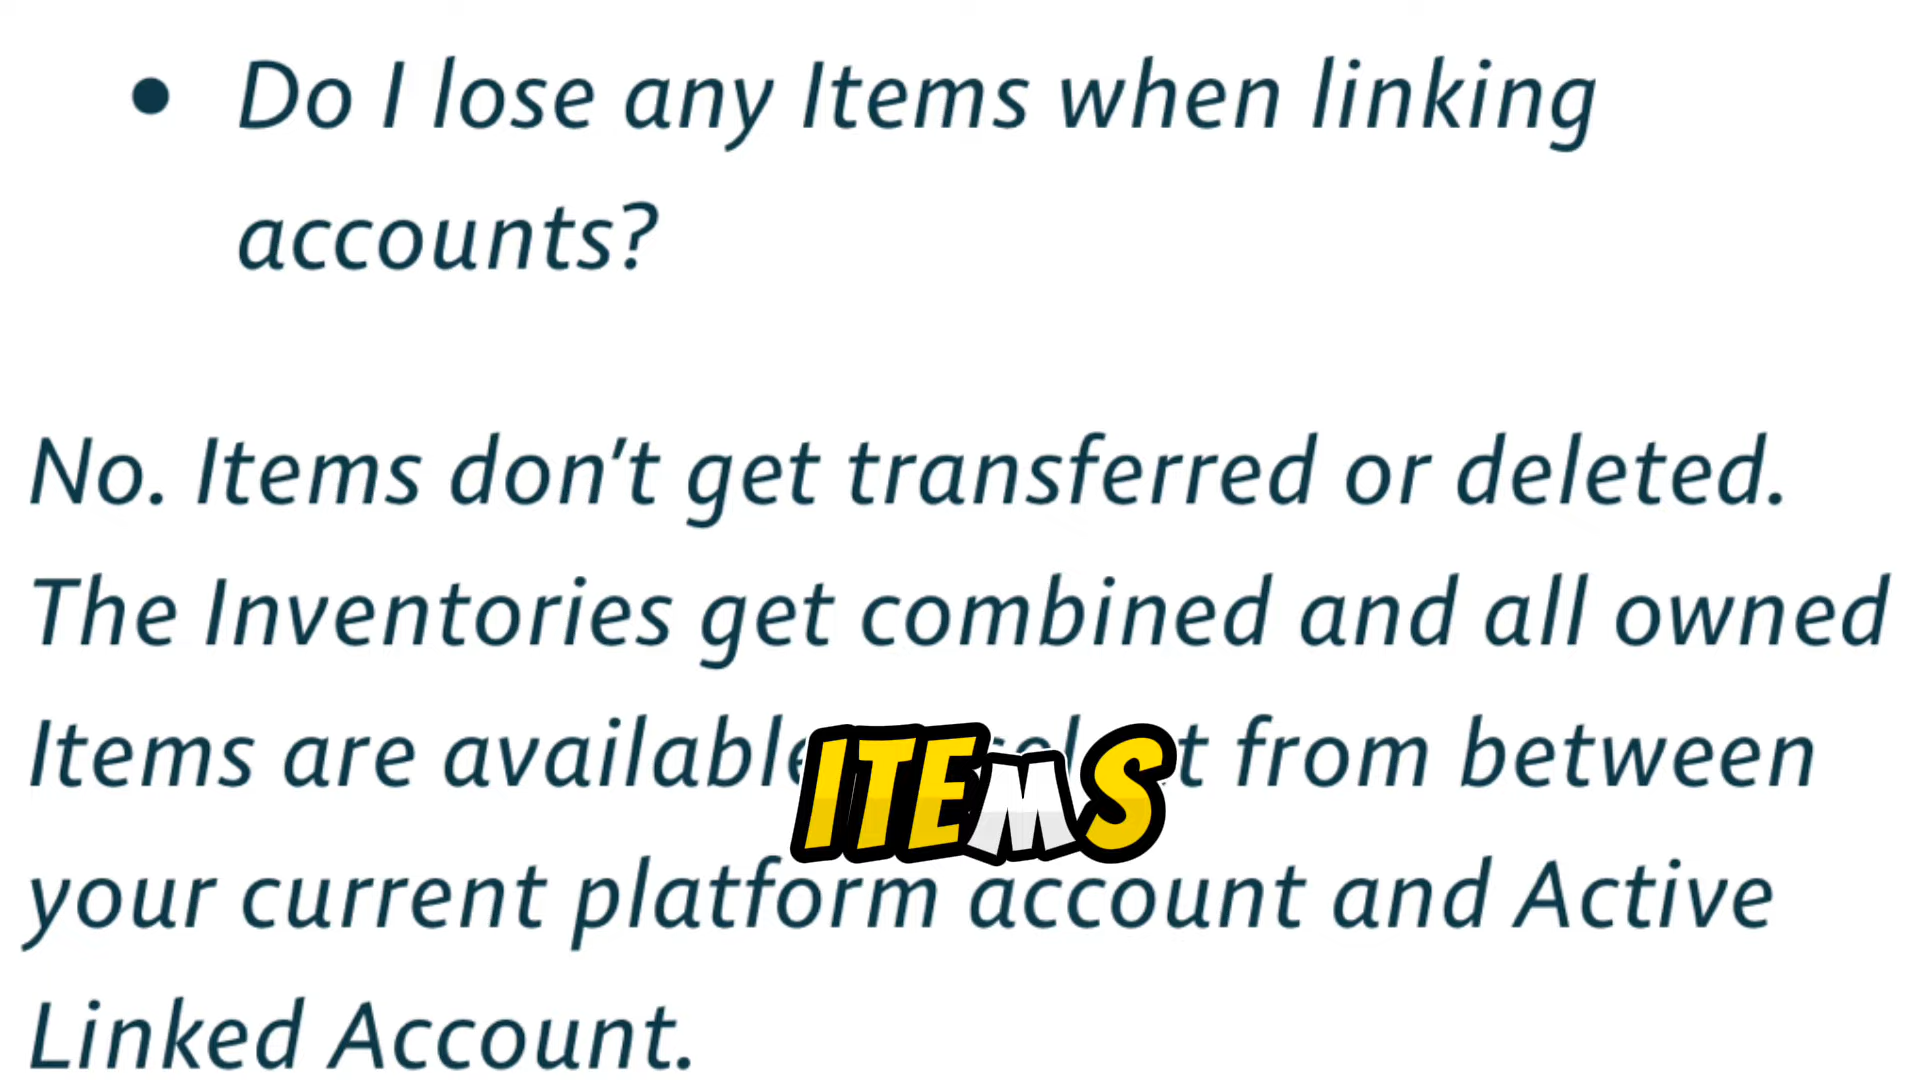 • Do I lose any Items when linking
accounts?
No. Items don’t get transferred or deleted.
The Inventories get combined and all owned
Items are available from between
ITEMS
your current platform account and Active
Linked Account.